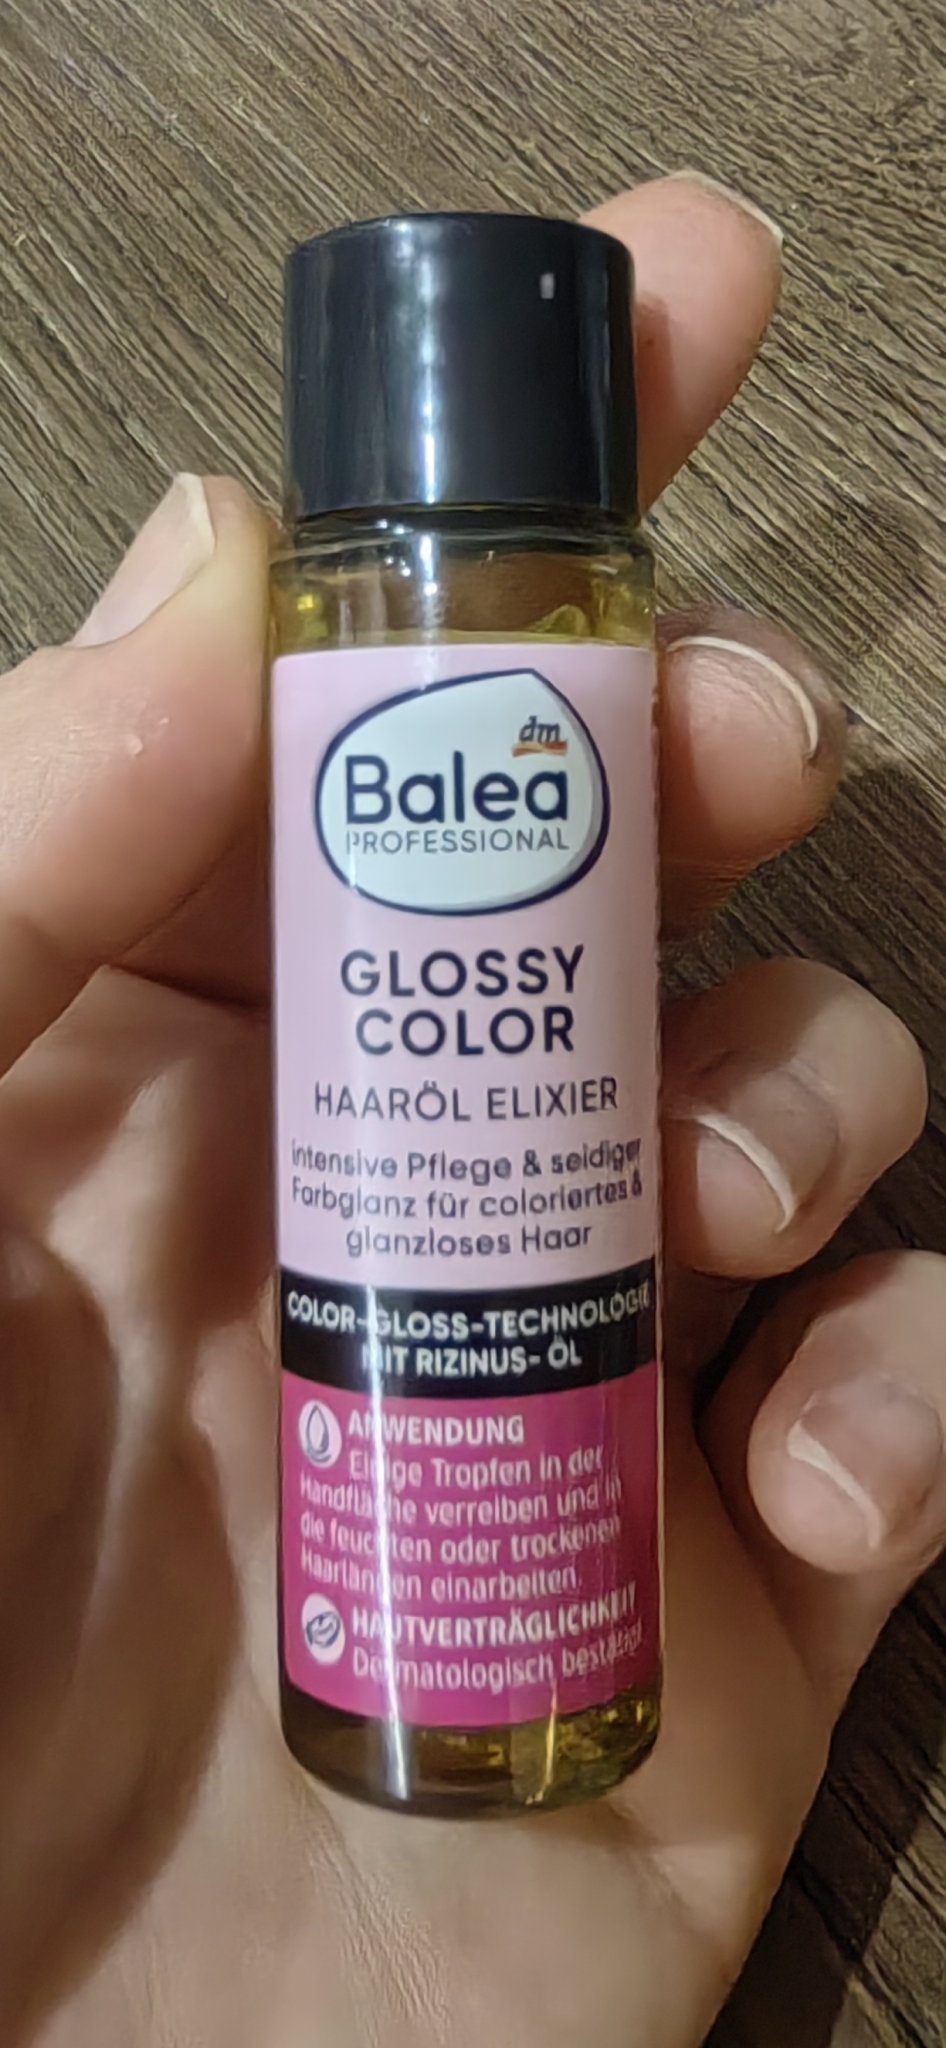 dm
Balea
PROFESSIONAL
GLOSSY
COLOR
HAARÖL ELIXIER
intensive Pflege & seidiger
Farbglanz für coloriertes &
glanzloses Haar
COLOR-GLOSS-TECHNOLOGIE
MIT RIZINUS- ÖL
ANWENDUNG
Einige Tropfen in der
Handfläche verreiben und in
die feuchten oder trockenen
Haarlängen einarbeiten.
HAUTVERTRÄGLICHKEIT
Dermatologisch bestätigt